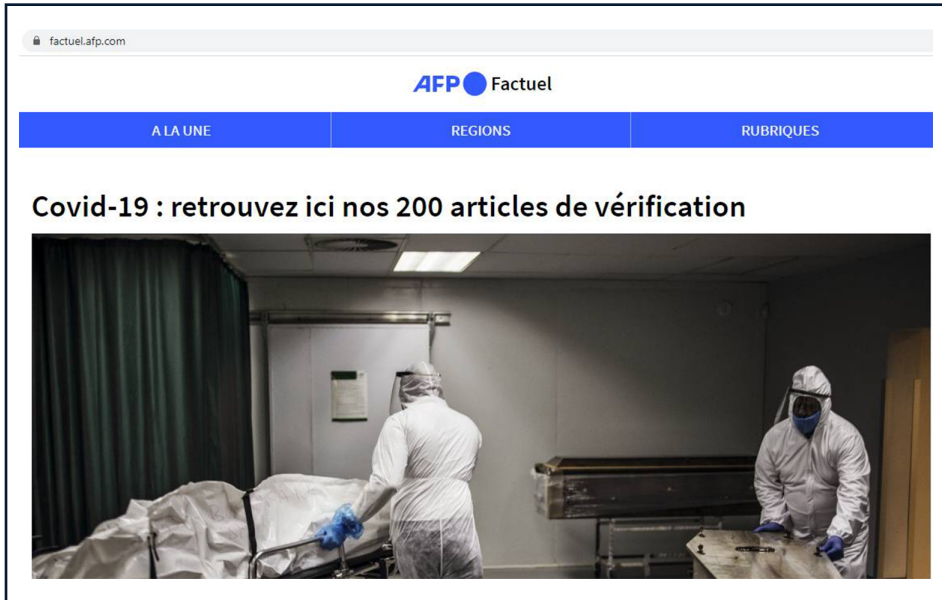 factuel.afp.com
AFP Factuel
A LA UNE
REGIONS
RUBRIQUES
Covid-19 : retrouvez ici nos 200 articles de vérification